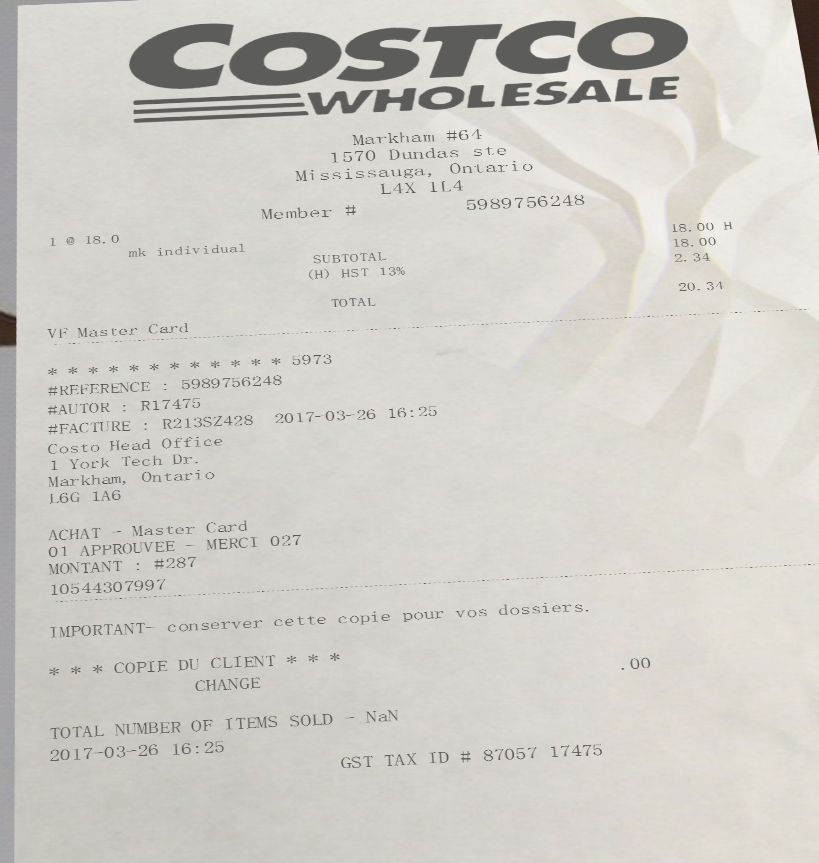 COSTCO
WHOLESALE
Markham #64
1570 Dundas ste
Mississauga, Ontario
L4X 1L4
Member # 5989756248
1 @ 18.0 18.00 H
mk individual
SUBTOTAL 18.00
(H) HST 13% 2.34
TOTAL 20.34
VF Master Card
* * * * * * * * * * * * 5973
#REFERENCE : 5989756248
#AUTOR : R17475
#FACTURE : R213SZ428 2017-03-26 16:25
Costo Head Office
1 York Tech Dr.
Markham, Ontario
L6G 1A6
ACHAT - Master Card
01 APPROUVEE - MERCI 027
MONTANT : #287
10544307997
IMPORTANT- conserver cette copie pour vos dossiers.
* * * COPIE DU CLIENT * * *
CHANGE .00
TOTAL NUMBER OF ITEMS SOLD - NaN
2017-03-26 16:25
GST TAX ID # 87057 17475